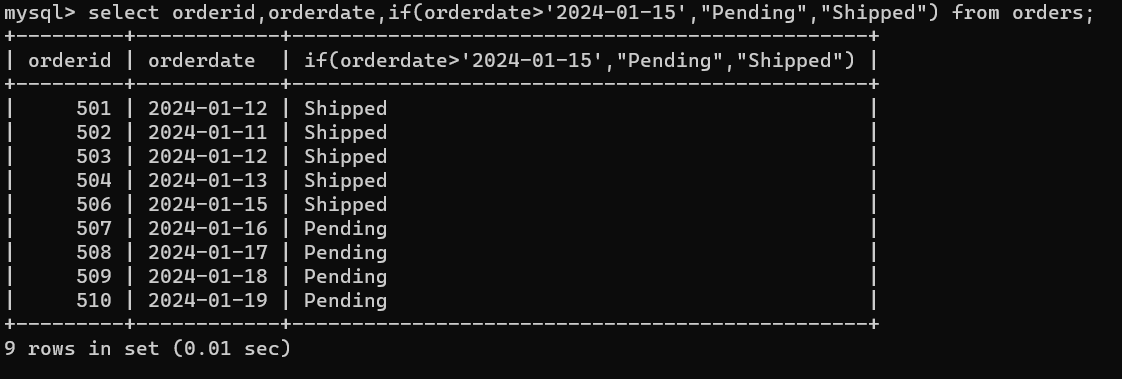 mysql> select orderid,orderdate,if(orderdate>'2024-01-15',"Pending","Shipped") from orders;
+---------+------------+------------------------------------------------+
| orderid | orderdate  | if(orderdate>'2024-01-15',"Pending","Shipped") |
+---------+------------+------------------------------------------------+
|     501 | 2024-01-12 | Shipped                                        |
|     502 | 2024-01-11 | Shipped                                        |
|     503 | 2024-01-12 | Shipped                                        |
|     504 | 2024-01-13 | Shipped                                        |
|     506 | 2024-01-15 | Shipped                                        |
|     507 | 2024-01-16 | Pending                                        |
|     508 | 2024-01-17 | Pending                                        |
|     509 | 2024-01-18 | Pending                                        |
|     510 | 2024-01-19 | Pending                                        |
+---------+------------+------------------------------------------------+
9 rows in set (0.01 sec)